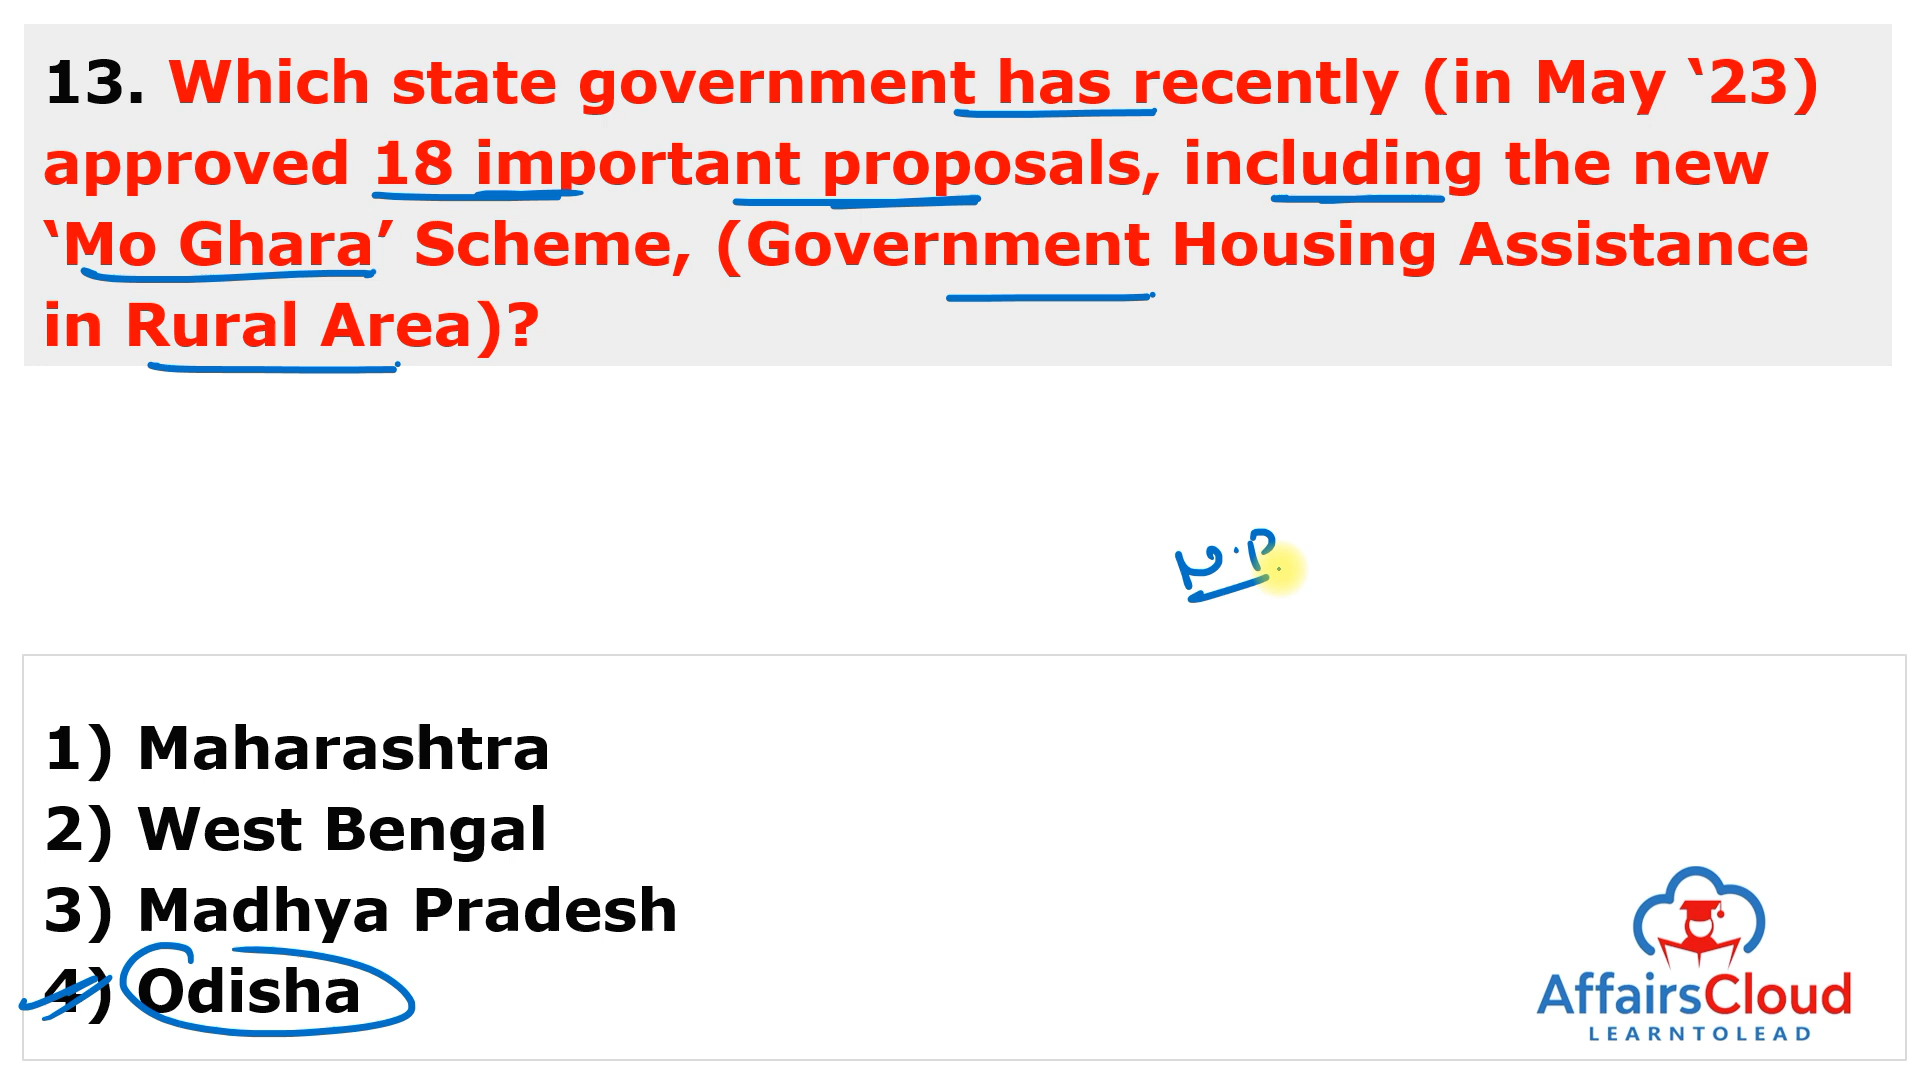 13. Which state government has recently (in May ‘23)
approved 18 important proposals, including the new
‘Mo Ghara’ Scheme, (Government Housing Assistance
in Rural Area)?
N.P.
1) Maharashtra
2) West Bengal
3) Madhya Pradesh
4) Odisha
AffairsCloud
LEARNTOLEAD